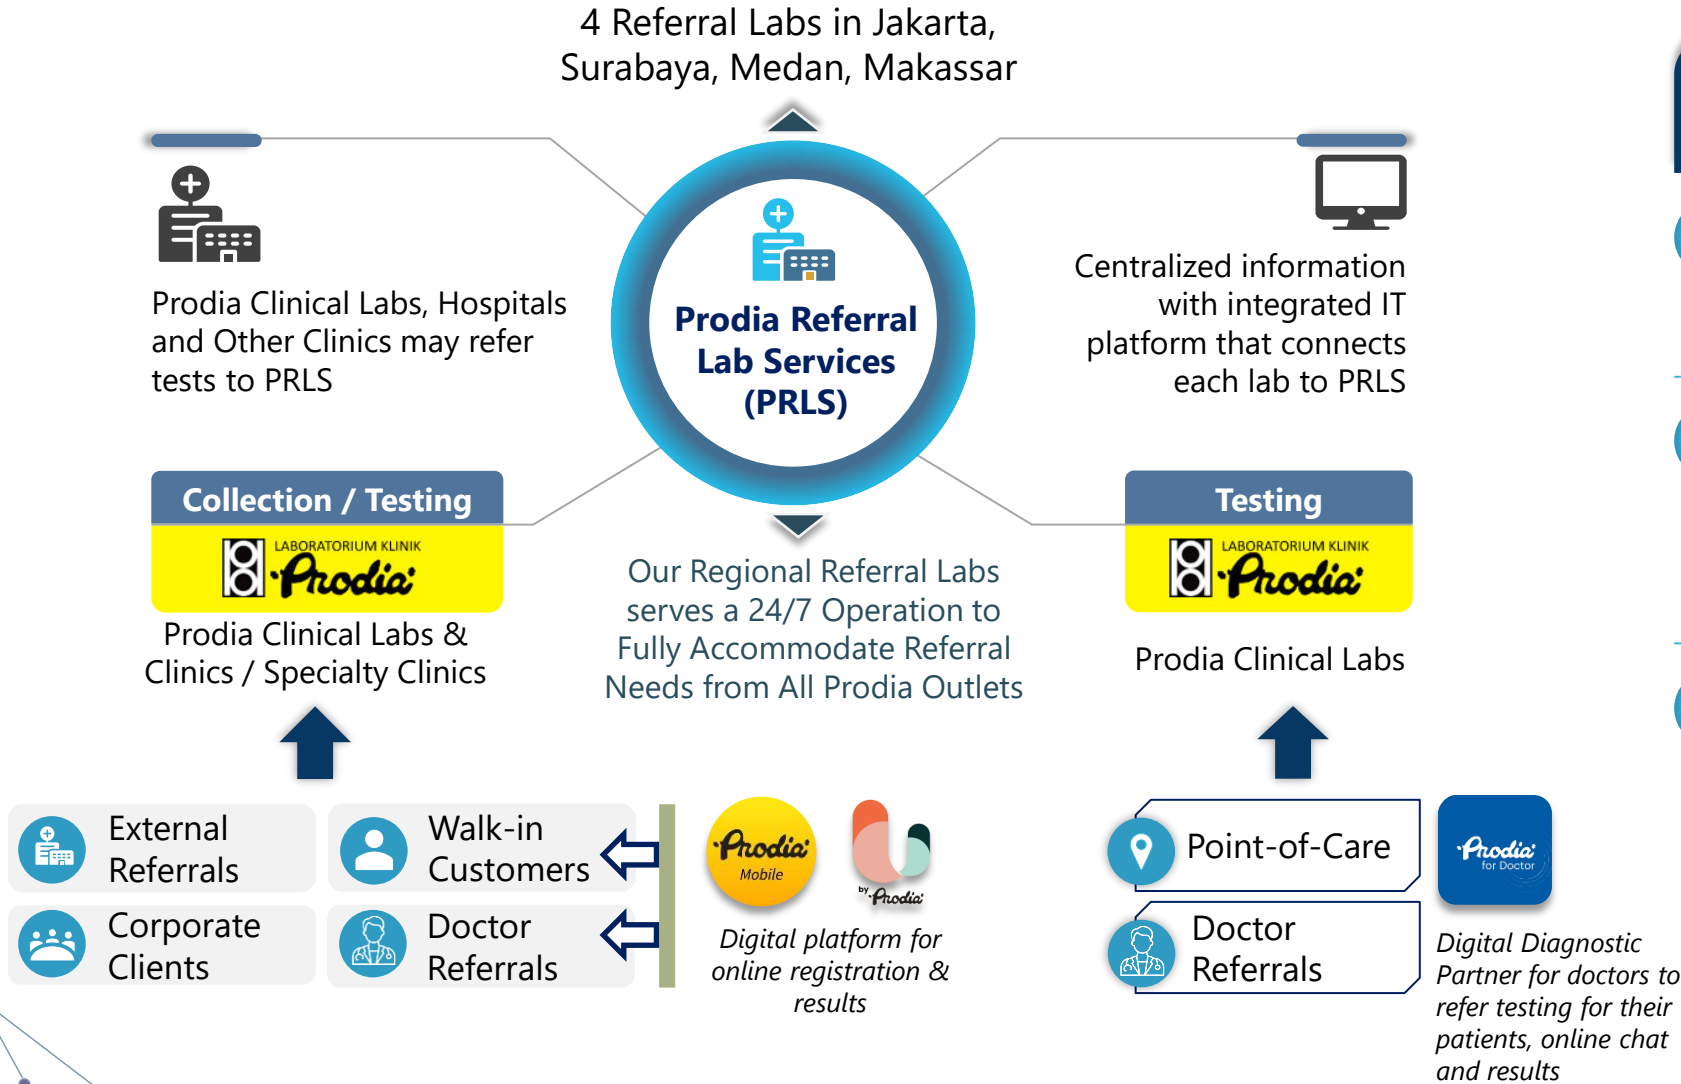 4 Referral Labs in Jakarta,
Surabaya, Medan, Makassar
Prodia Clinical Labs, Hospitals
and Other Clinics may refer
tests to PRLS
Prodia Referral
Lab Services
(PRLS)
Centralized information
with integrated IT
platform that connects
each lab to PRLS
Collection / Testing
LABORATORIUM KLINIK
Prodia
Prodia Clinical Labs &
Clinics / Specialty Clinics
Our Regional Referral Labs
serves a 24/7 Operation to
Fully Accommodate Referral
Needs from All Prodia Outlets
Testing
LABORATORIUM KLINIK
Prodia
Prodia Clinical Labs
External
Referrals
Walk-in
Customers
Corporate
Clients
Doctor
Referrals
Prodia
Mobile
U
by Prodia
Digital platform for
online registration &
results
Point-of-Care
Doctor
Referrals
Prodia
for Doctor
Digital Diagnostic
Partner for doctors to
refer testing for their
patients, online chat
and results